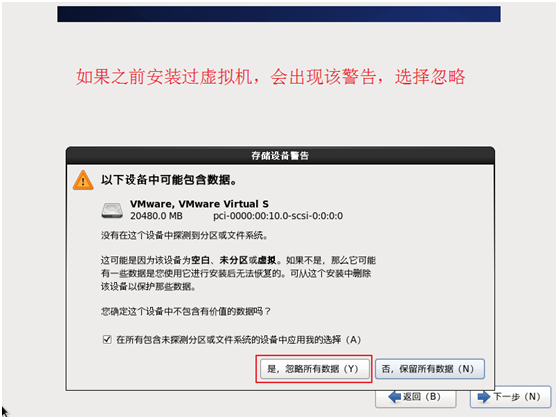 如果之前安装过虚拟机，会出现该警告，选择忽略
存储设备警告
以下设备中可能包含数据。
VMware, VMware Virtual S
20480.0 MB pci-0000:00:10.0-scsi-0:0:0:0
没有在这个设备中探测到分区或文件系统。
这可能是因为该设备为空白、未分区或虚拟。如果不是，那么它可能
有一些数据是您使用它进行安装后无法恢复的。可从这个安装中删除
该设备以保护那些数据。
您确定这个设备中不包含有价值的数据吗？
在所有包含未探测分区或文件系统的设备中应用我的选择（A）
是，忽略所有数据（Y） 否，保留所有数据（N）
返回（B） 下一步（N）